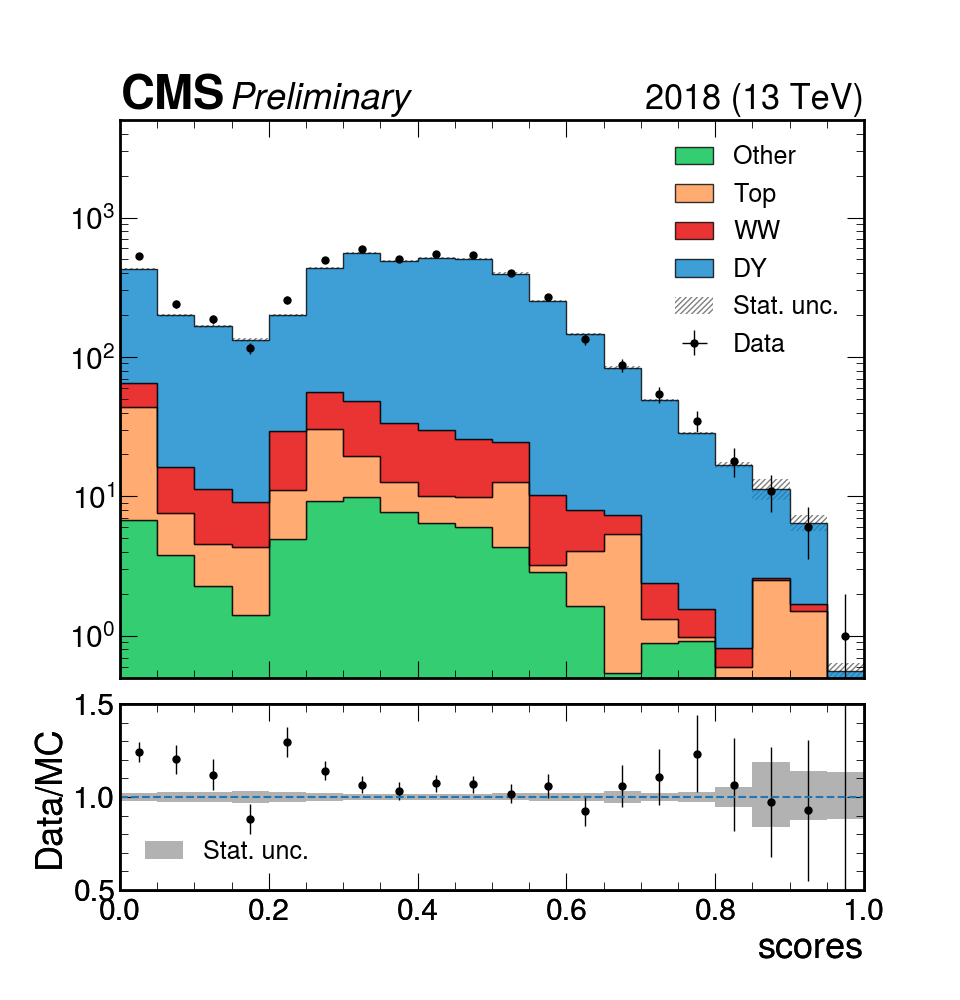 CMS Preliminary 2018 (13 TeV)
Other
Top
WW
DY
Stat. unc.
Data
10³
10²
10¹
10⁰
Data/MC
1.5
1.0
0.5
Stat. unc.
0.0 0.2 0.4 0.6 0.8 1.0
scores